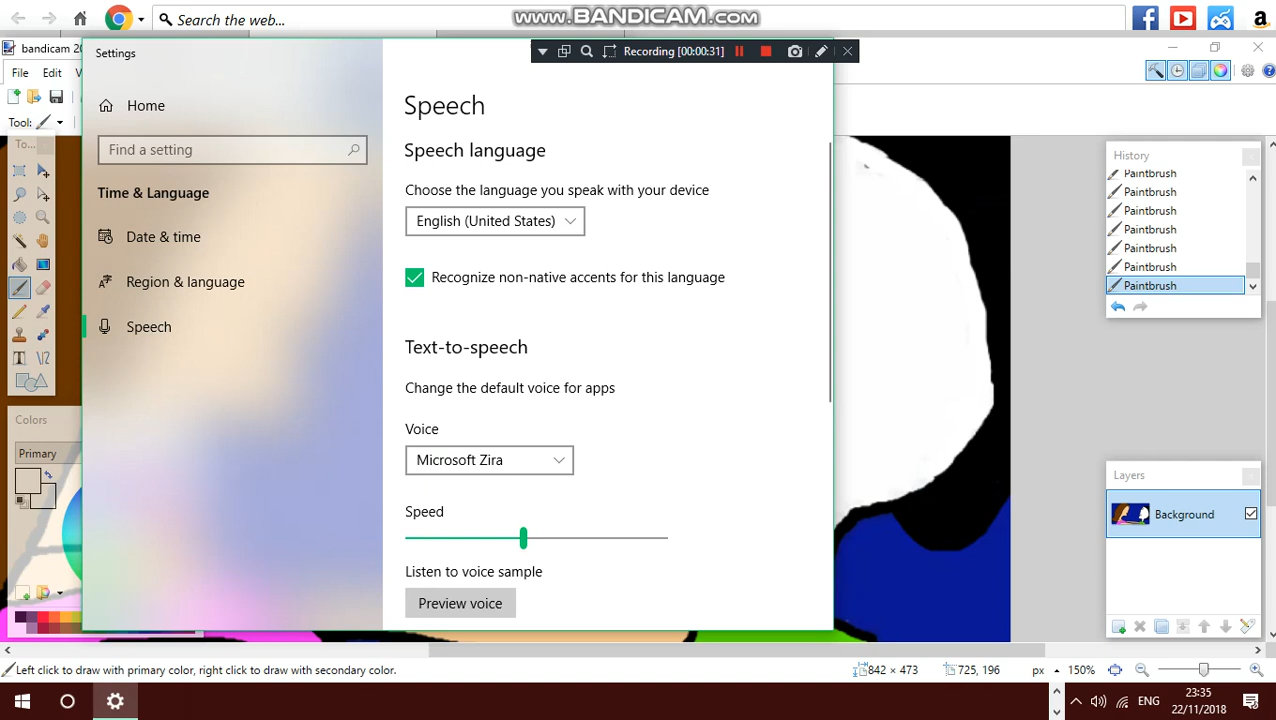 www.BANDICAM.com
Search the web...
bandicam 20
File
Edit
Tool:
Recording [00:00:31]
Settings
Home
Find a setting
Time & Language
Date & time
Region & language
Speech
Speech
Speech language
Choose the language you speak with your device
English (United States)
Recognize non-native accents for this language
Text-to-speech
Change the default voice for apps
Voice
Microsoft Zira
Speed
Listen to voice sample
Preview voice
To...
Colors
Primary
History
Paintbrush
Paintbrush
Paintbrush
Paintbrush
Paintbrush
Paintbrush
Paintbrush
Layers
Background
Left click to draw with primary color, right click to draw with secondary color.
842 × 473
725, 196
px
150%
ENG
23:35
22/11/2018